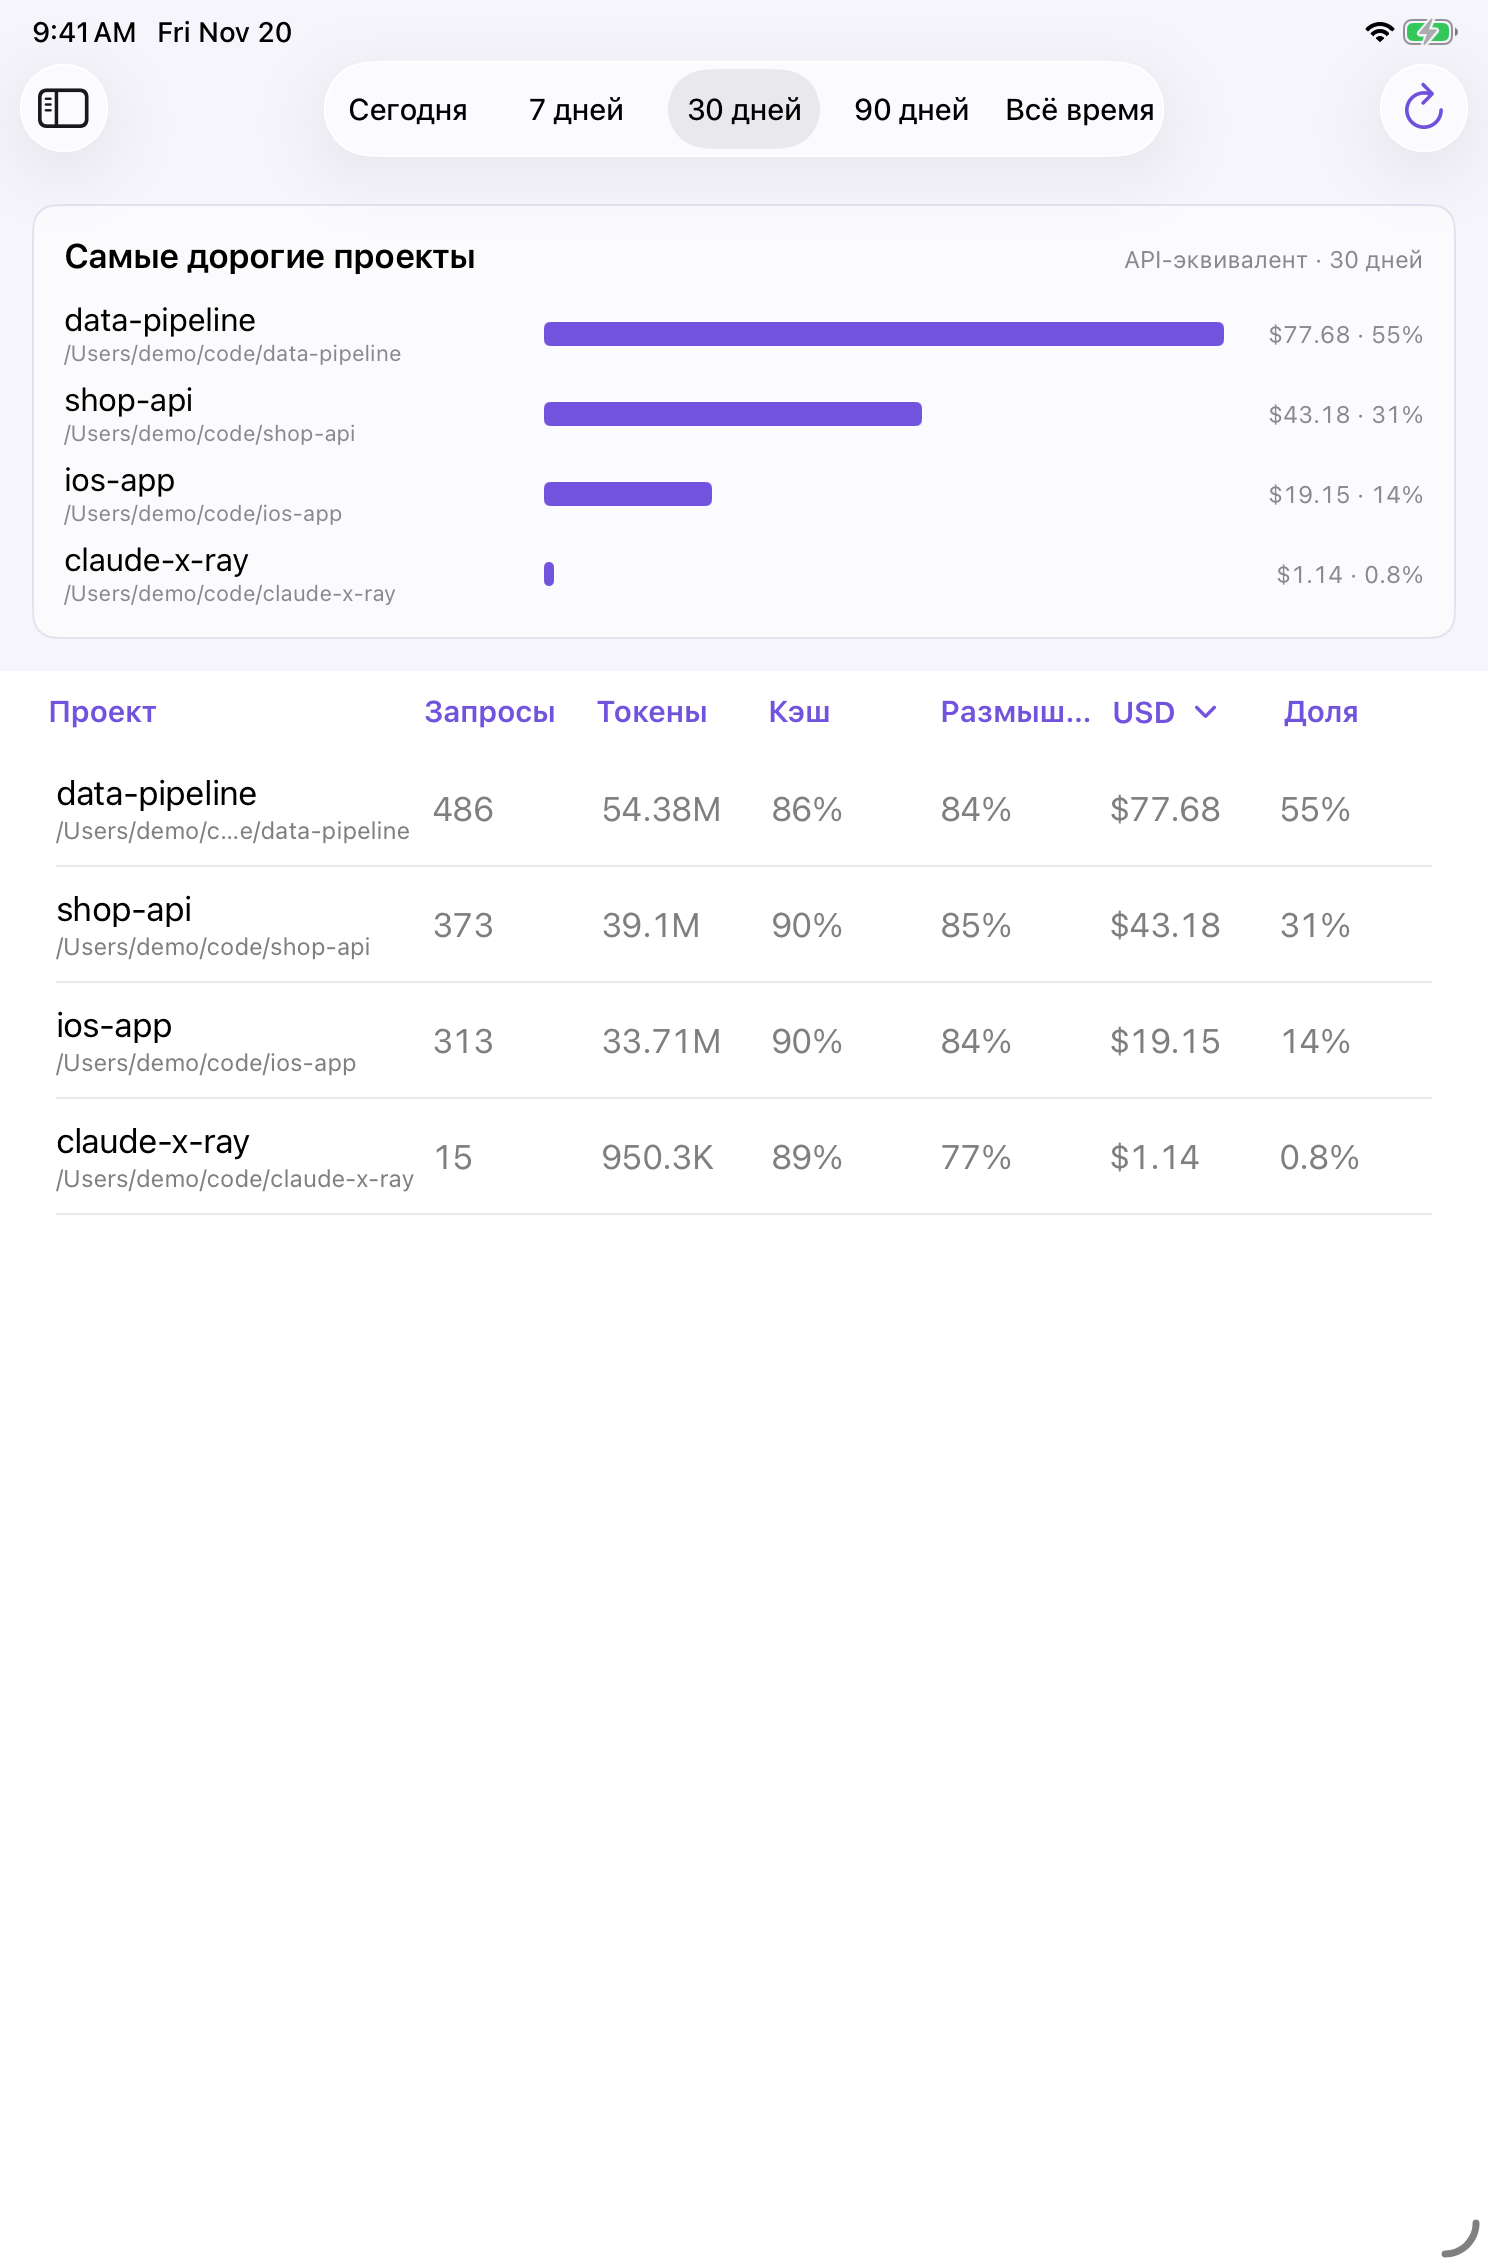 9:41 AM Fri Nov 20
Сегодня 7 дней 30 дней 90 дней Всё время
Самые дорогие проекты API-эквивалент · 30 дней
data-pipeline
/Users/demo/code/data-pipeline
$77.68 · 55%
shop-api
/Users/demo/code/shop-api
$43.18 · 31%
ios-app
/Users/demo/code/ios-app
$19.15 · 14%
claude-x-ray
/Users/demo/code/claude-x-ray
$1.14 · 0.8%
Проект Запросы Токены Кэш Размыш... USD Доля
data-pipeline
/Users/demo/c...e/data-pipeline
486 54.38M 86% 84% $77.68 55%
shop-api
/Users/demo/code/shop-api
373 39.1M 90% 85% $43.18 31%
ios-app
/Users/demo/code/ios-app
313 33.71M 90% 84% $19.15 14%
claude-x-ray
/Users/demo/code/claude-x-ray
15 950.3K 89% 77% $1.14 0.8%